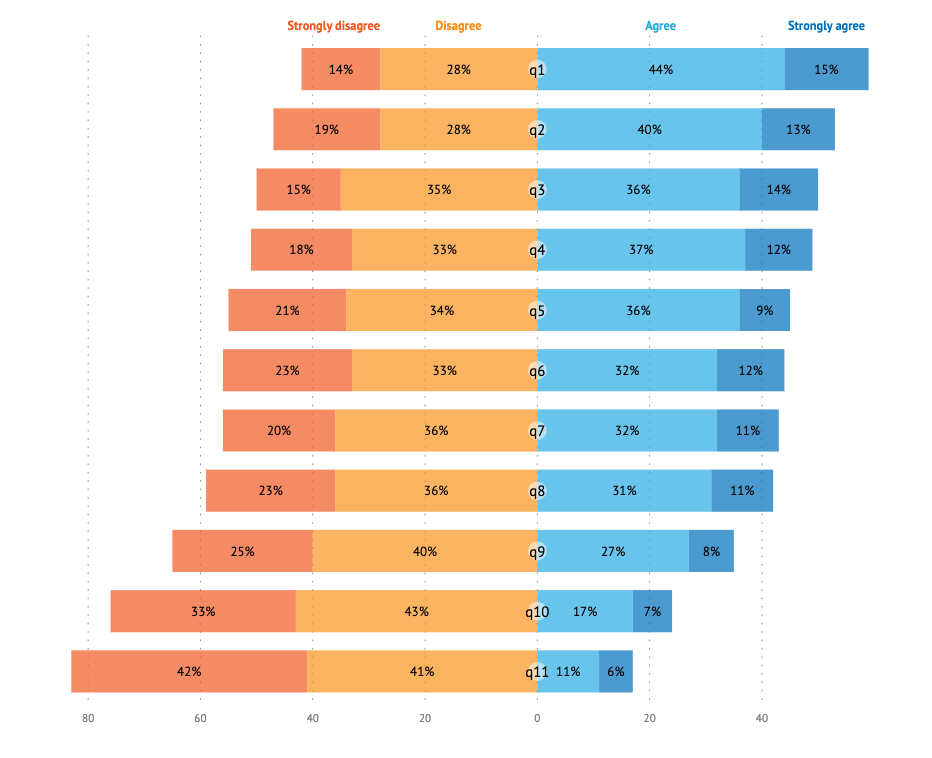 Strongly disagree Disagree Agree Strongly agree
14% 28% q1 44% 15%
19% 28% q2 40% 13%
15% 35% q3 36% 14%
18% 33% q4 37% 12%
21% 34% q5 36% 9%
23% 33% q6 32% 12%
20% 36% q7 32% 11%
23% 36% q8 31% 11%
25% 40% q9 27% 8%
33% 43% q10 17% 7%
42% 41% q11 11% 6%
80 60 40 20 0 20 40